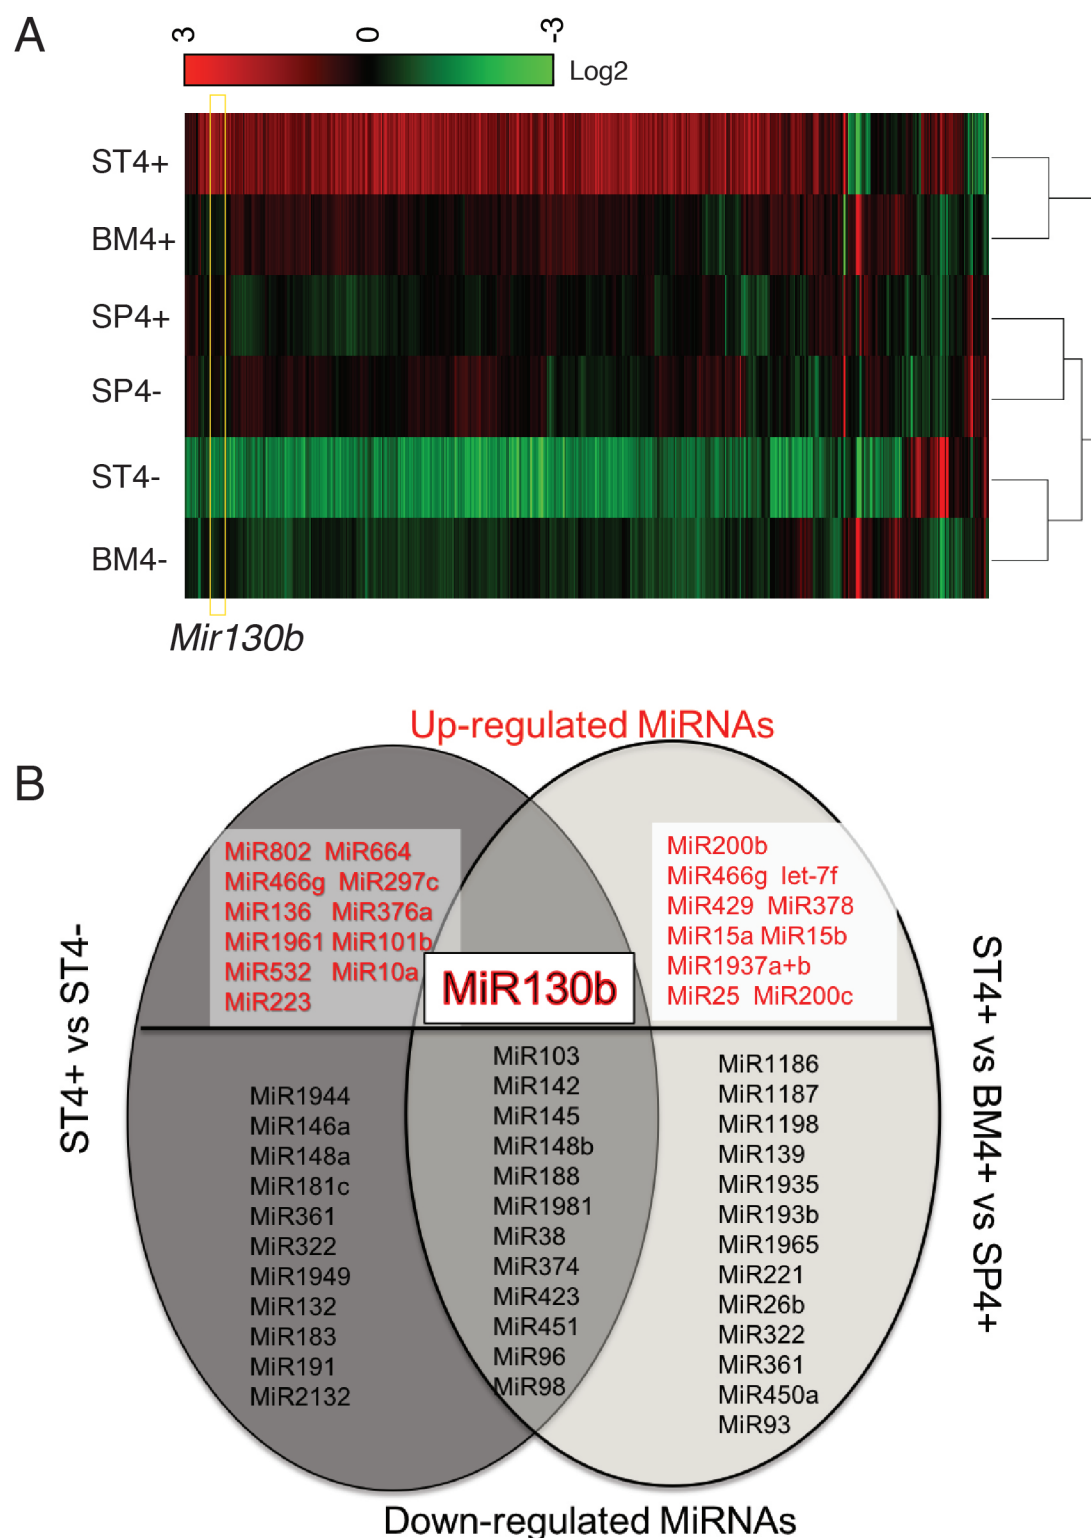 A
3 0 -3
Log2
ST4+
BM4+
SP4+
SP4-
ST4-
BM4-
Mir130b
B
Up-regulated MiRNAs
ST4+ vs ST4-
MiR802 MiR664
MiR466g MiR297c
MiR136 MiR376a
MiR1961 MiR101b
MiR532 MiR10a
MiR223
MiR130b
MiR200b
MiR466g let-7f
MiR429 MiR378
MiR15a MiR15b
MiR1937a+b
MiR25 MiR200c
ST4+ vs BM4+ vs SP4+
MiR1944
MiR146a
MiR148a
MiR181c
MiR361
MiR322
MiR1949
MiR132
MiR183
MiR191
MiR2132
MiR103
MiR142
MiR145
MiR148b
MiR188
MiR1981
MiR38
MiR374
MiR423
MiR451
MiR96
MiR98
MiR1186
MiR1187
MiR1198
MiR139
MiR1935
MiR193b
MiR1965
MiR221
MiR26b
MiR322
MiR361
MiR450a
MiR93
Down-regulated MiRNAs